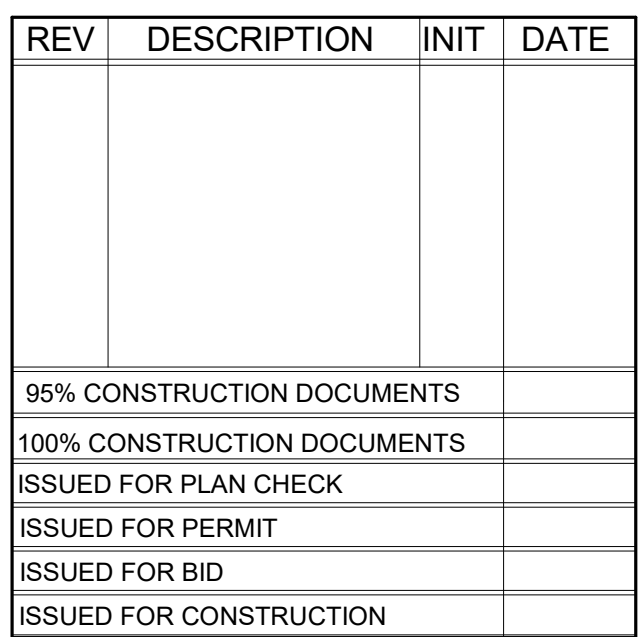 REV DESCRIPTION INIT DATE
95% CONSTRUCTION DOCUMENTS
100% CONSTRUCTION DOCUMENTS
ISSUED FOR PLAN CHECK
ISSUED FOR PERMIT
ISSUED FOR BID
ISSUED FOR CONSTRUCTION